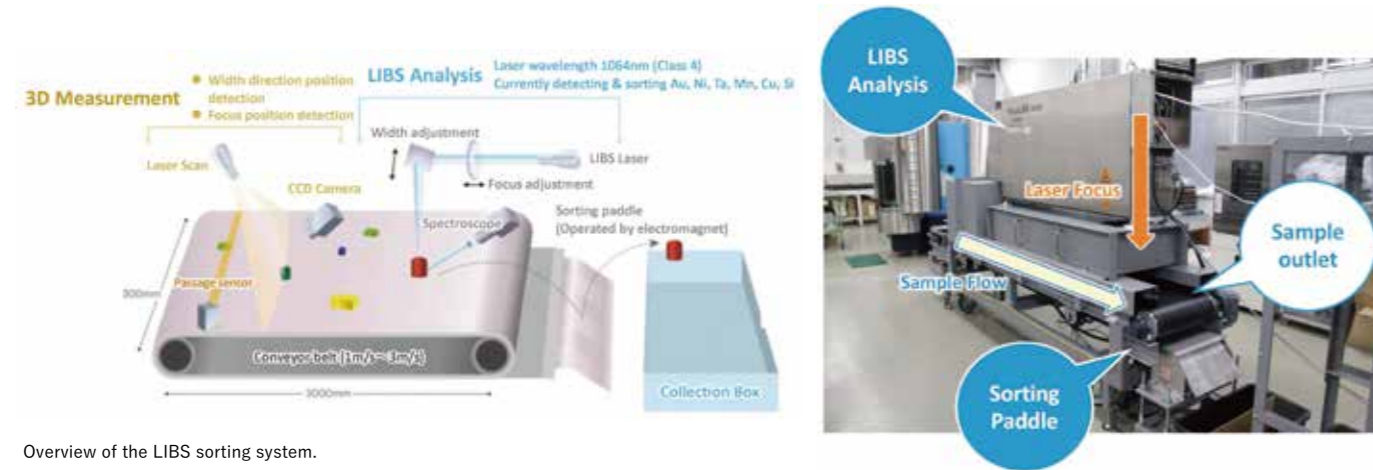 3D Measurement
● Width direction position
detection
● Focus position detection
LIBS Analysis
Laser wavelength 1064nm (Class 4)
Currently detecting & sorting Au, Ni, Ta, Mn, Cu, Si
Width adjustment
Laser Scan
LIBS Laser
CCD Camera
Focus adjustment
Spectroscope
Sorting paddle
(Operated by electromagnet)
Passage sensor
300mm
Conveyor belt (1m/s~3m/s)
3000mm
Collection Box
Overview of the LIBS sorting system.
LIBS
Analysis
Laser Focus
Sample
outlet
Sample Flow
Sorting
Paddle